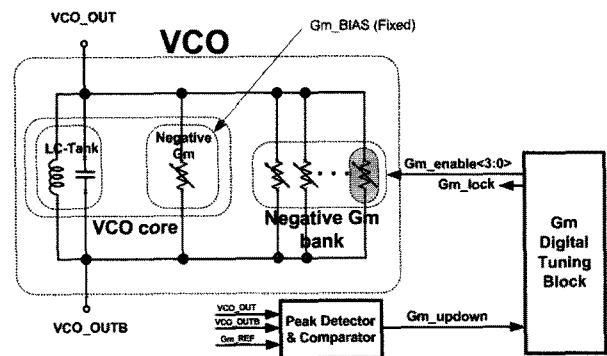 VCO_OUT
Gm_BIAS (Fixed)
VCO
LC-Tank
Negative
Gm
Gm_enable<3:0>
Gm_lock
Negative Gm
bank
VCO core
Gm
Digital
Tuning
Block
VCO_OUTB
VCO_OUT
VCO_OUTB
Gm_REF
Peak Detector
& Comparator
Gm_updown